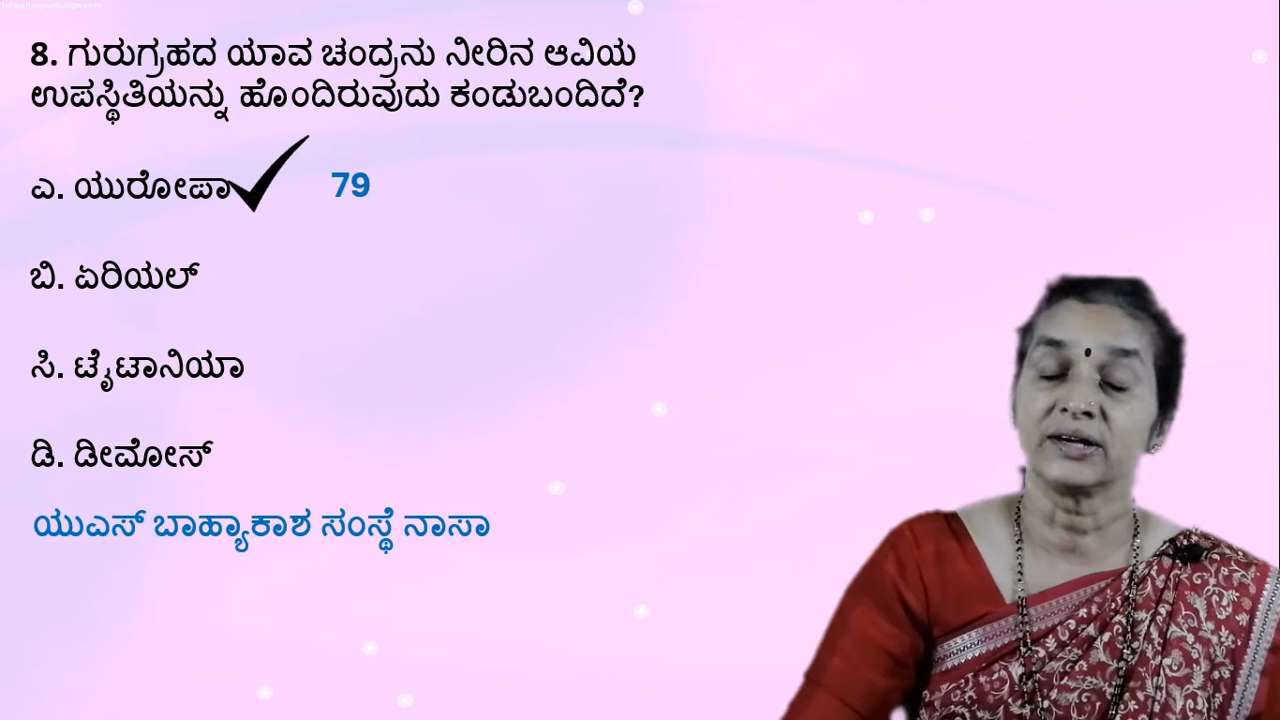 8. ಗುರುಗ್ರಹದ ಯಾವ ಚಂದ್ರನು ನೀರಿನ ಆವಿಯ
ಉಪಸ್ಥಿತಿಯನ್ನು ಹೊಂದಿರುವುದು ಕಂಡುಬಂದಿದೆ?
ಎ. ಯುರೋಪಾ 79
ಬಿ. ಏರಿಯಲ್
ಸಿ. ಟೈಟಾನಿಯಾ
ಡಿ. ಡೀಮೋಸ್
ಯುಎಸ್ ಬಾಹ್ಯಾಕಾಶ ಸಂಸ್ಥೆ ನಾಸಾ